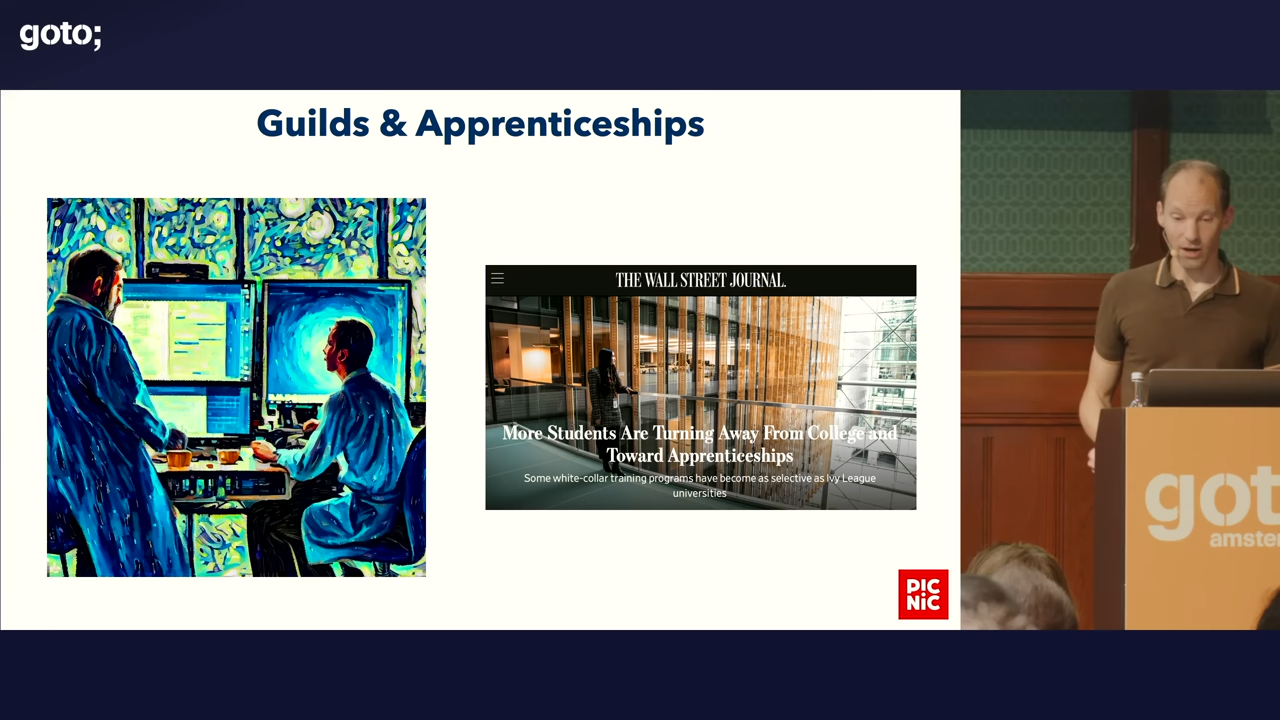 goto;
Guilds & Apprenticeships
THE WALL STREET JOURNAL.
More Students Are Turning Away From College and
Toward Apprenticeships
Some white-collar training programs have become as selective as Ivy League
universities
PIC
NIC
got
amster